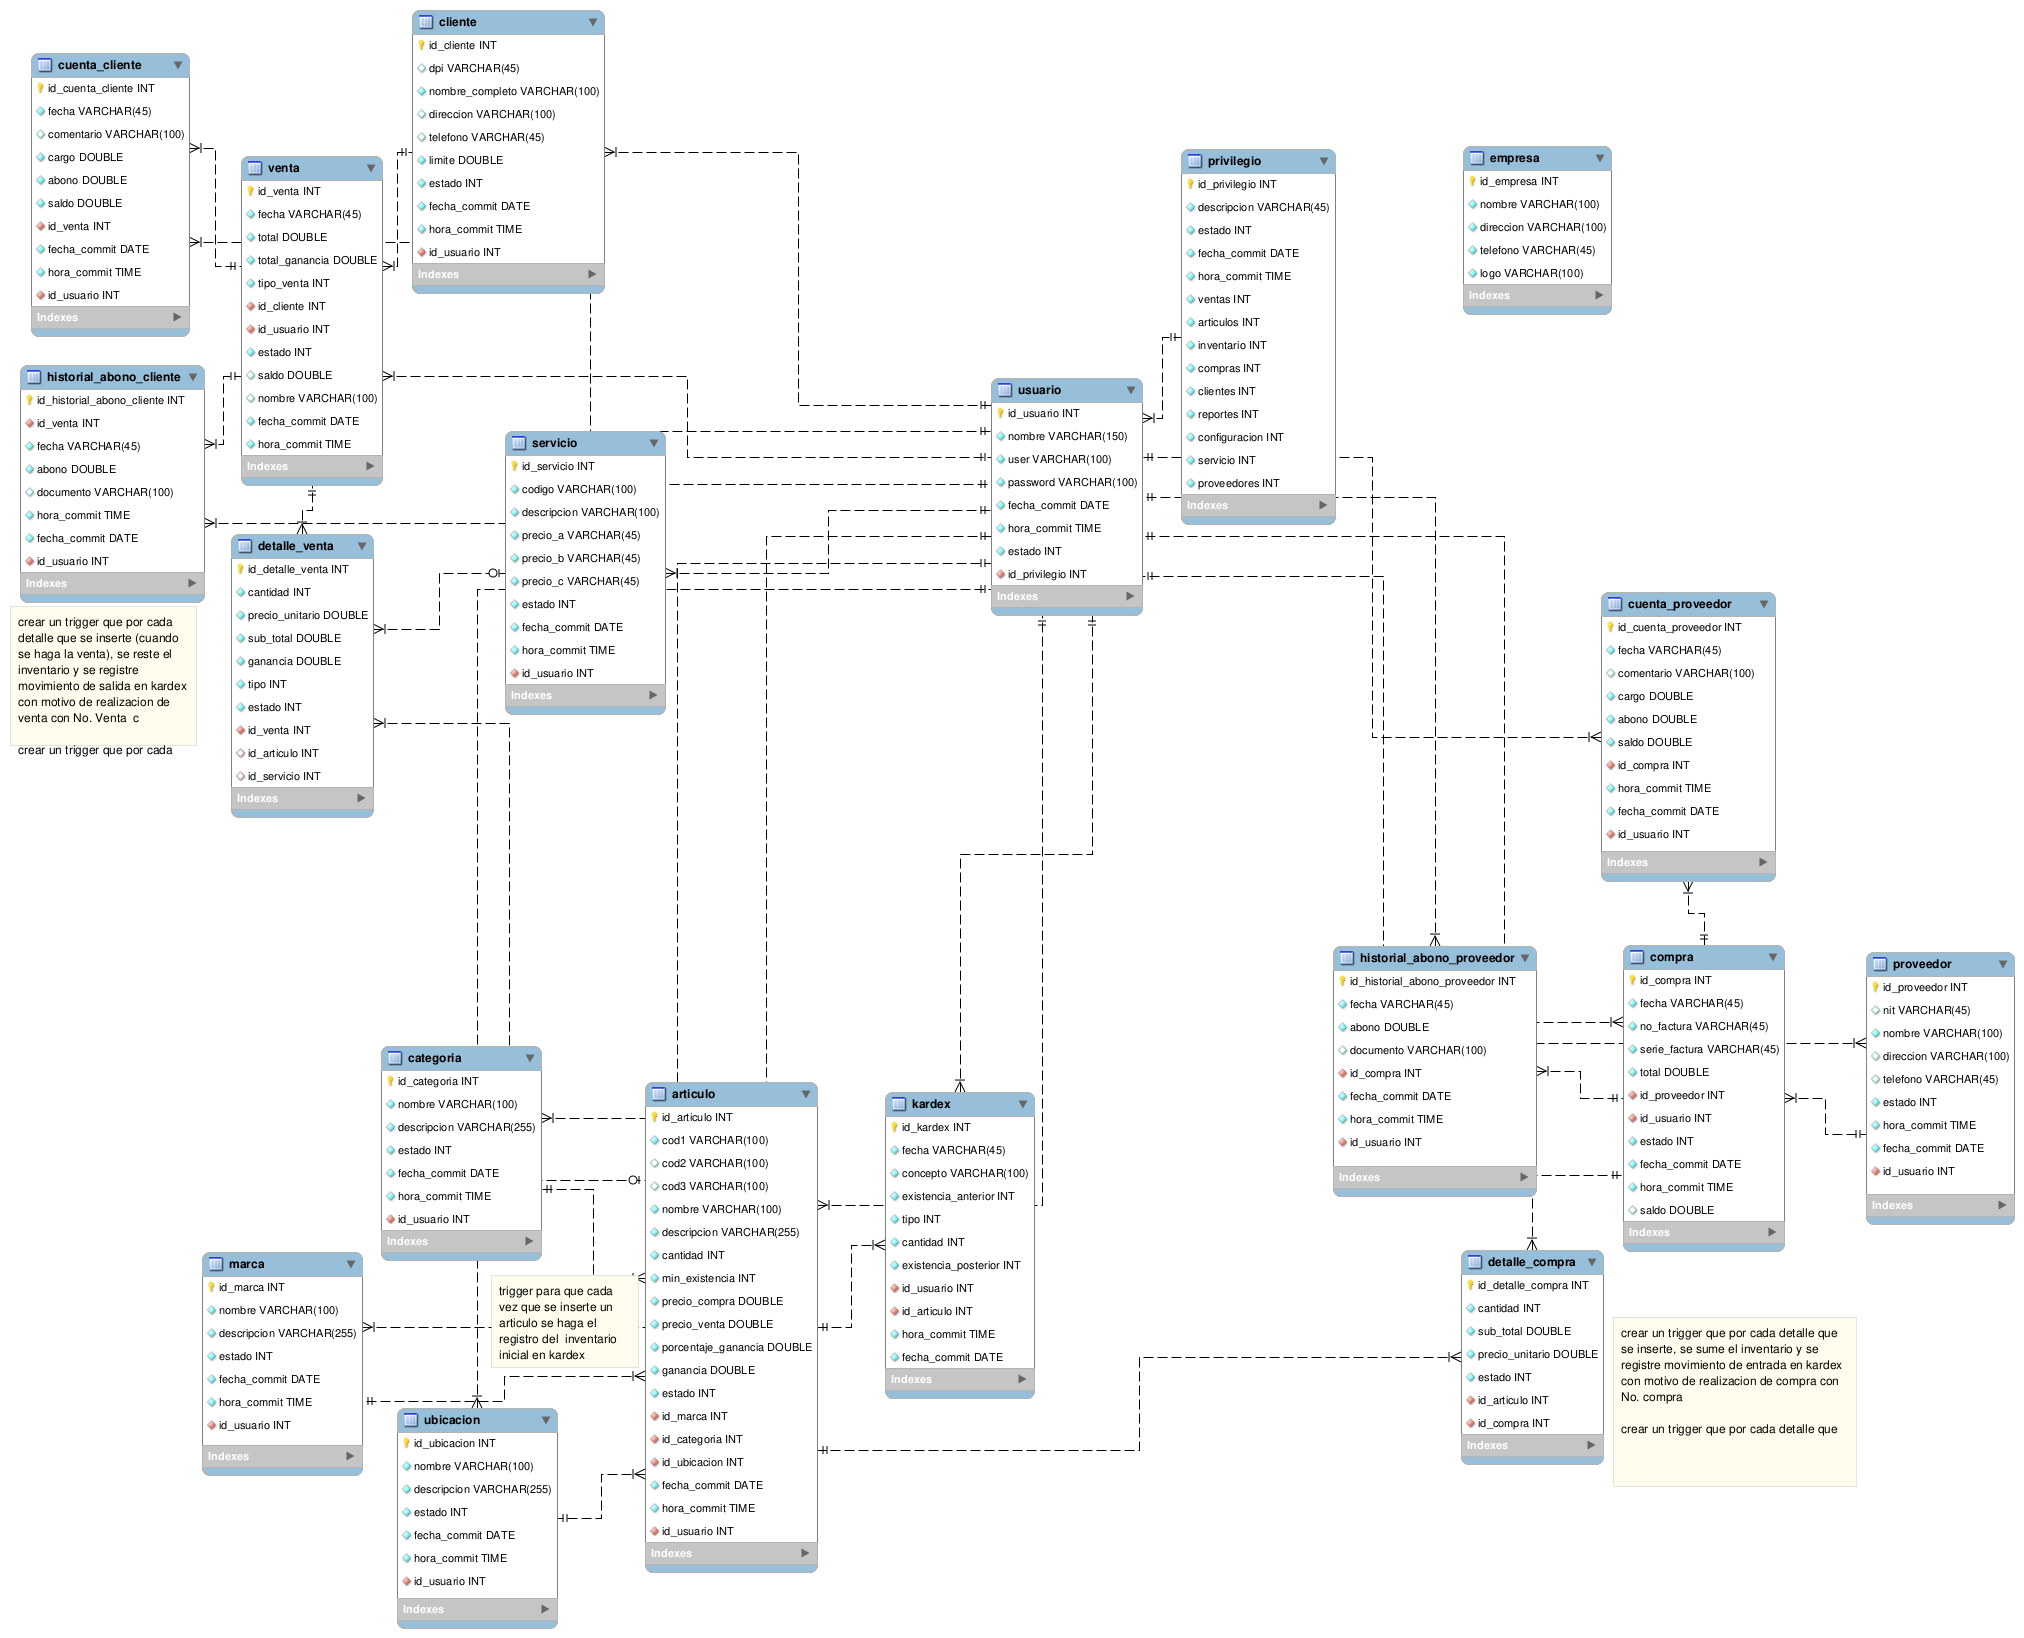 cliente
id_cliente INT
dpi VARCHAR(45)
nombre_completo VARCHAR(100)
direccion VARCHAR(100)
telefono VARCHAR(45)
limite DOUBLE
estado INT
fecha_commit DATE
hora_commit TIME
id_usuario INT
Indexes
cuenta_cliente
id_cuenta_cliente INT
fecha VARCHAR(45)
comentario VARCHAR(100)
cargo DOUBLE
abono DOUBLE
saldo DOUBLE
id_venta INT
fecha_commit DATE
hora_commit TIME
id_usuario INT
Indexes
venta
id_venta INT
fecha VARCHAR(45)
total DOUBLE
total_ganancia DOUBLE
tipo_venta INT
id_cliente INT
id_usuario INT
estado INT
saldo DOUBLE
nombre VARCHAR(100)
fecha_commit DATE
hora_commit TIME
Indexes
privilegio
id_privilegio INT
descripcion VARCHAR(45)
estado INT
fecha_commit DATE
hora_commit TIME
ventas INT
articulos INT
inventario INT
compras INT
clientes INT
reportes INT
configuracion INT
servicio INT
proveedores INT
Indexes
empresa
id_empresa INT
nombre VARCHAR(100)
direccion VARCHAR(100)
telefono VARCHAR(45)
logo VARCHAR(100)
Indexes
historial_abono_cliente
id_historial_abono_cliente INT
id_venta INT
fecha VARCHAR(45)
abono DOUBLE
documento VARCHAR(100)
hora_commit TIME
fecha_commit DATE
id_usuario INT
Indexes
usuario
id_usuario INT
nombre VARCHAR(150)
user VARCHAR(100)
password VARCHAR(100)
fecha_commit DATE
hora_commit TIME
estado INT
id_privilegio INT
Indexes
servicio
id_servicio INT
codigo VARCHAR(100)
descripcion VARCHAR(100)
precio_a VARCHAR(45)
precio_b VARCHAR(45)
precio_c VARCHAR(45)
estado INT
fecha_commit DATE
hora_commit TIME
id_usuario INT
Indexes
detalle_venta
id_detalle_venta INT
cantidad INT
precio_unitario DOUBLE
sub_total DOUBLE
ganancia DOUBLE
tipo INT
estado INT
id_venta INT
id_articulo INT
id_servicio INT
Indexes
crear un trigger que por cada
detalle que se inserte (cuando
se haga la venta), se reste el
inventario y se registre
movimiento de salida en kardex
con motivo de realizacion de
venta con No. Venta c
crear un trigger que por cada
cuenta_proveedor
id_cuenta_proveedor INT
fecha VARCHAR(45)
comentario VARCHAR(100)
cargo DOUBLE
abono DOUBLE
saldo DOUBLE
id_compra INT
hora_commit TIME
fecha_commit DATE
id_usuario INT
Indexes
historial_abono_proveedor
id_historial_abono_proveedor INT
fecha VARCHAR(45)
abono DOUBLE
documento VARCHAR(100)
id_compra INT
fecha_commit DATE
hora_commit TIME
id_usuario INT
Indexes
compra
id_compra INT
fecha VARCHAR(45)
no_factura VARCHAR(45)
serie_factura VARCHAR(45)
total DOUBLE
id_proveedor INT
id_usuario INT
estado INT
fecha_commit DATE
hora_commit TIME
saldo DOUBLE
Indexes
proveedor
id_proveedor INT
nit VARCHAR(45)
nombre VARCHAR(100)
direccion VARCHAR(100)
telefono VARCHAR(45)
estado INT
hora_commit TIME
fecha_commit DATE
id_usuario INT
Indexes
categoria
id_categoria INT
nombre VARCHAR(100)
descripcion VARCHAR(255)
estado INT
fecha_commit DATE
hora_commit TIME
id_usuario INT
Indexes
articulo
id_articulo INT
cod1 VARCHAR(100)
cod2 VARCHAR(100)
cod3 VARCHAR(100)
nombre VARCHAR(100)
descripcion VARCHAR(255)
cantidad INT
min_existencia INT
precio_compra DOUBLE
precio_venta DOUBLE
porcentaje_ganancia DOUBLE
ganancia DOUBLE
estado INT
id_marca INT
id_categoria INT
id_ubicacion INT
fecha_commit DATE
hora_commit TIME
id_usuario INT
Indexes
kardex
id_kardex INT
fecha VARCHAR(45)
concepto VARCHAR(100)
existencia_anterior INT
tipo INT
cantidad INT
existencia_posterior INT
id_usuario INT
id_articulo INT
hora_commit TIME
fecha_commit DATE
Indexes
marca
id_marca INT
nombre VARCHAR(100)
descripcion VARCHAR(255)
estado INT
fecha_commit DATE
hora_commit TIME
id_usuario INT
Indexes
trigger para que cada
vez que se inserte un
articulo se haga el
registro del inventario
inicial en kardex
ubicacion
id_ubicacion INT
nombre VARCHAR(100)
descripcion VARCHAR(255)
estado INT
fecha_commit DATE
hora_commit TIME
id_usuario INT
Indexes
detalle_compra
id_detalle_compra INT
cantidad INT
sub_total DOUBLE
precio_unitario DOUBLE
estado INT
id_articulo INT
id_compra INT
Indexes
crear un trigger que por cada detalle que
se inserte, se sume el inventario y se
registre movimiento de entrada en kardex
con motivo de realizacion de compra con
No. compra
crear un trigger que por cada detalle que